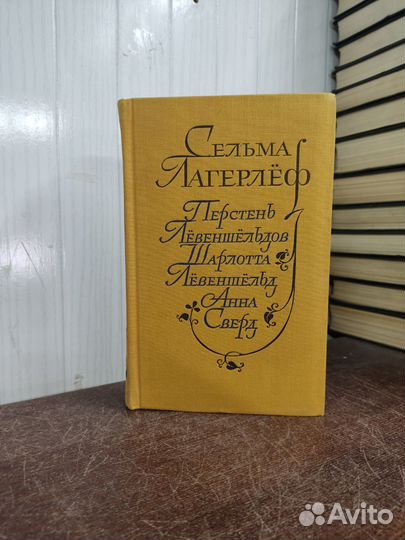 Сельма
Лагерлёф
Перстень
Лёвеншёльдов
Шарлотта
Лёвеншёльд
Анна
Сверд
Avito